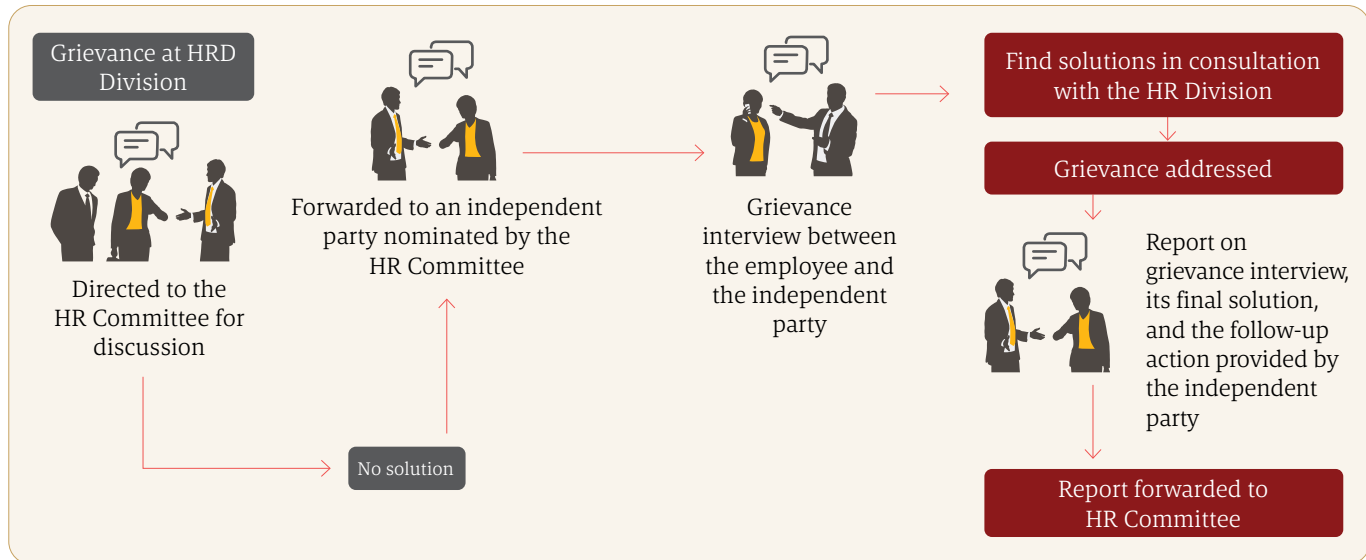 Grievance at HRD
Division
Directed to the
HR Committee for
discussion
No solution
Forwarded to an independent
party nominated by the
HR Committee
Grievance
interview between
the employee and
the independent
party
Find solutions in consultation
with the HR Division
Grievance addressed
Report on
grievance interview,
its final solution,
and the follow-up
action provided by
the independent
party
Report forwarded to
HR Committee